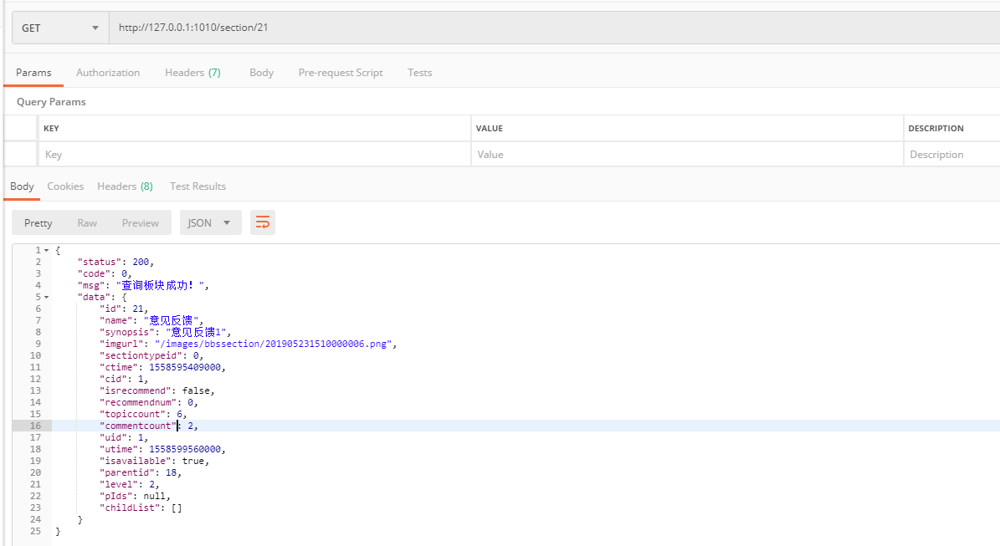 GET http://127.0.0.1:1010/section/21
Params Authorization Headers (7) Body Pre-request Script Tests
Query Params
KEY VALUE DESCRIPTION
Key Value Description
Body Cookies Headers (8) Test Results
Pretty Raw Preview JSON
1 {
2 "status": 200,
3 "code": 0,
4 "msg": "查询板块成功！",
5 "data": {
6 "id": 21,
7 "name": "意见反馈",
8 "synopsis": "意见反馈1",
9 "imgurl": "/images/bbssection/201905231510000006.png",
10 "sectiontypeid": 0,
11 "ctime": 1558595409000,
12 "cid": 1,
13 "isrecommend": false,
14 "recommendnum": 0,
15 "topiccount": 6,
16 "commentcount": 2,
17 "uid": 1,
18 "utime": 1558599560000,
19 "isavailable": true,
20 "parentid": 18,
21 "level": 2,
22 "pIds": null,
23 "childList": []
24 }
25 }